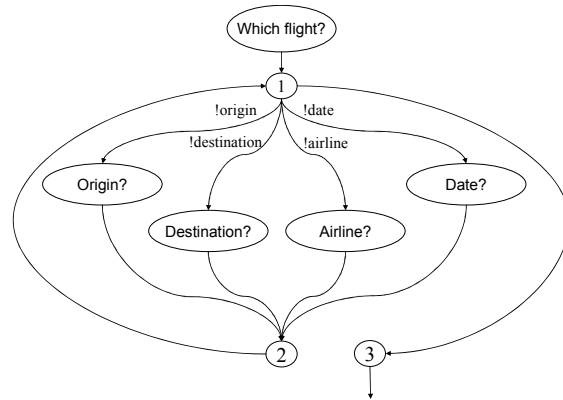 Which flight?
1
!origin
!date
!destination
!airline
Origin?
Date?
Destination?
Airline?
2
3